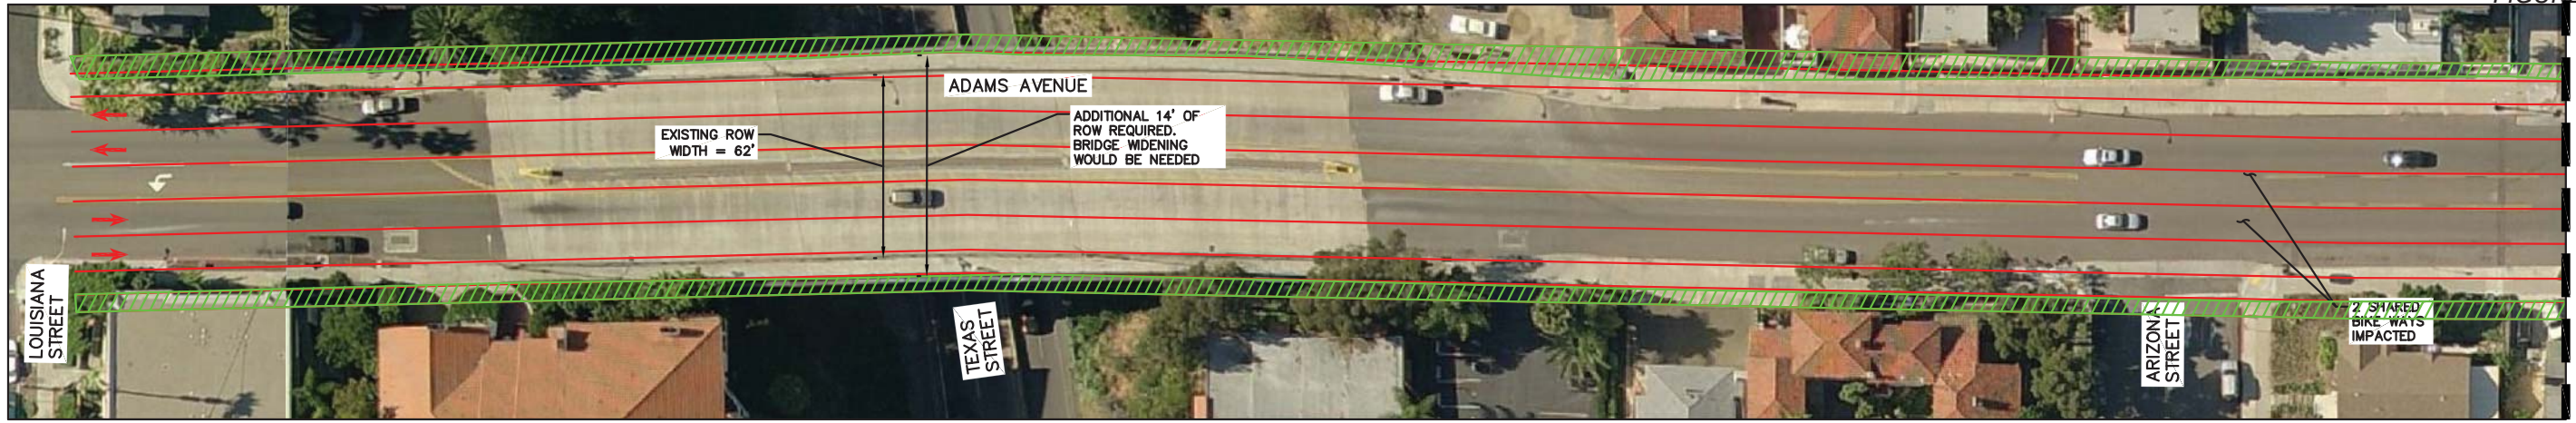 ADAMS AVENUE
EXISTING ROW
WIDTH = 62'
ADDITIONAL 14' OF
ROW REQUIRED.
BRIDGE WIDENING
WOULD BE NEEDED
LOUISIANA
STREET
TEXAS
STREET
ARIZONA
STREET
2 SHARED
BIKE WAYS
IMPACTED